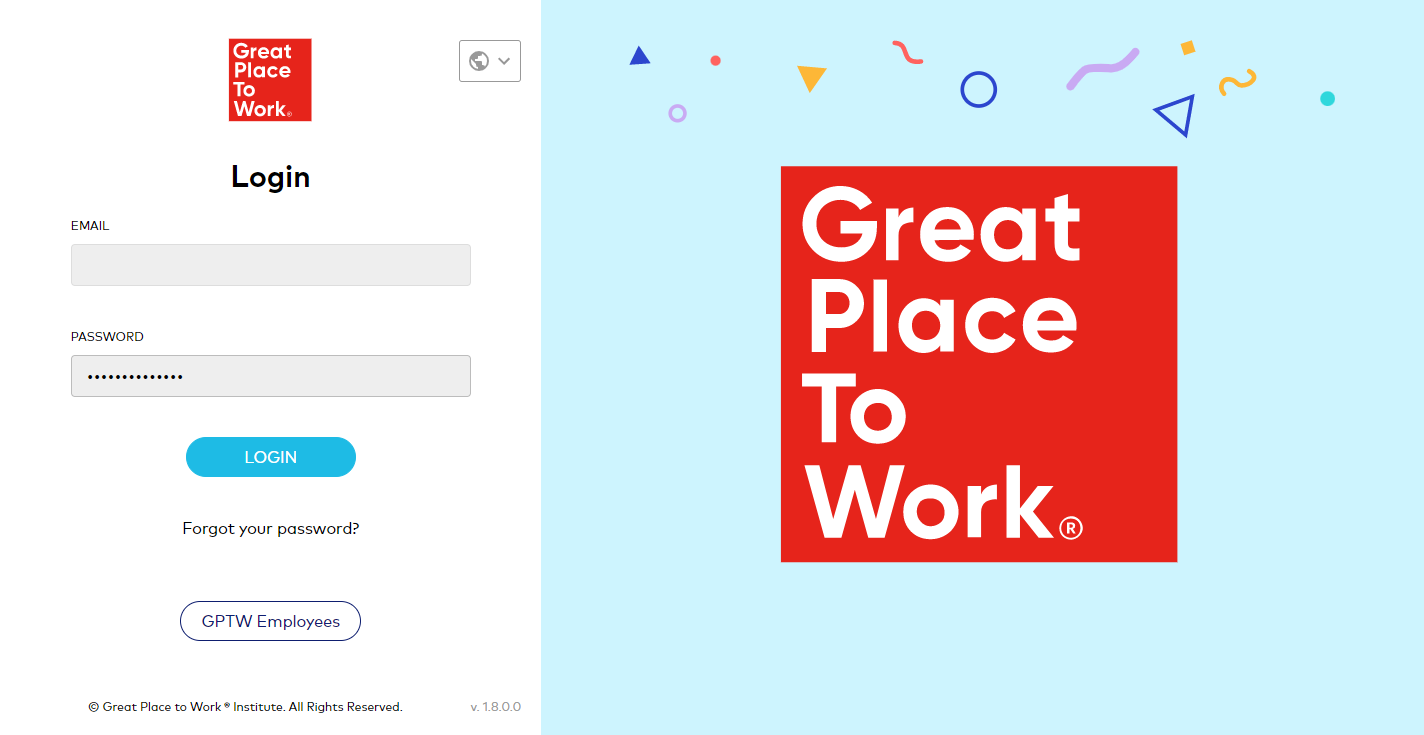 Great
Place
To
Work®
Login
EMAIL
PASSWORD
••••••••••••••
LOGIN
Forgot your password?
GPTW Employees
© Great Place to Work ® Institute. All Rights Reserved.
v. 1.8.0.0
Great
Place
To
Work®